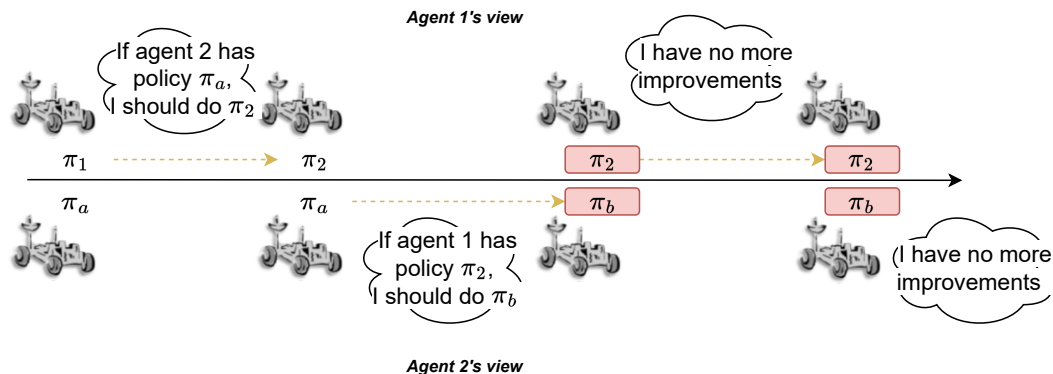 Agent 1's view
If agent 2 has
policy π_a,
I should do π_2
I have no more
improvements
π_1
π_2
π_2
π_2
π_a
π_a
π_b
π_b
If agent 1 has
policy π_2,
I should do π_b
I have no more
improvements
Agent 2's view